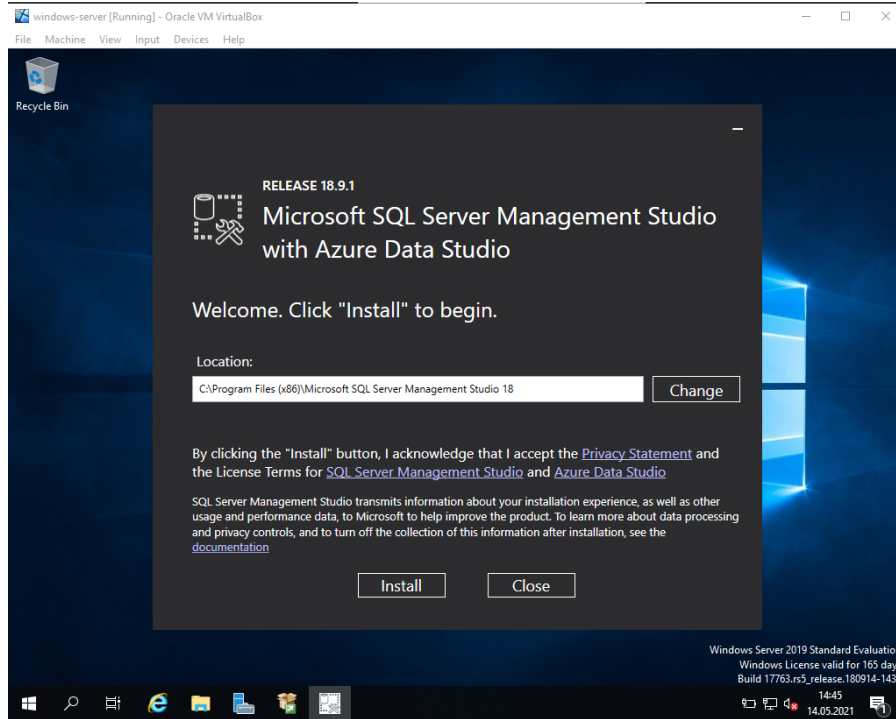 windows-server [Running] - Oracle VM VirtualBox
File Machine View Input Devices Help
Recycle Bin
RELEASE 18.9.1
Microsoft SQL Server Management Studio
with Azure Data Studio
Welcome. Click "Install" to begin.
Location:
C:\Program Files (x86)\Microsoft SQL Server Management Studio 18
Change
By clicking the "Install" button, I acknowledge that I accept the Privacy Statement and
the License Terms for SQL Server Management Studio and Azure Data Studio
SQL Server Management Studio transmits information about your installation experience, as well as other
usage and performance data, to Microsoft to help improve the product. To learn more about data processing
and privacy controls, and to turn off the collection of this information after installation, see the
documentation
Install Close
Windows Server 2019 Standard Evaluatio
Windows License valid for 165 day
Build 17763.rs5_release.180914-143
14:45
14.05.2021
1